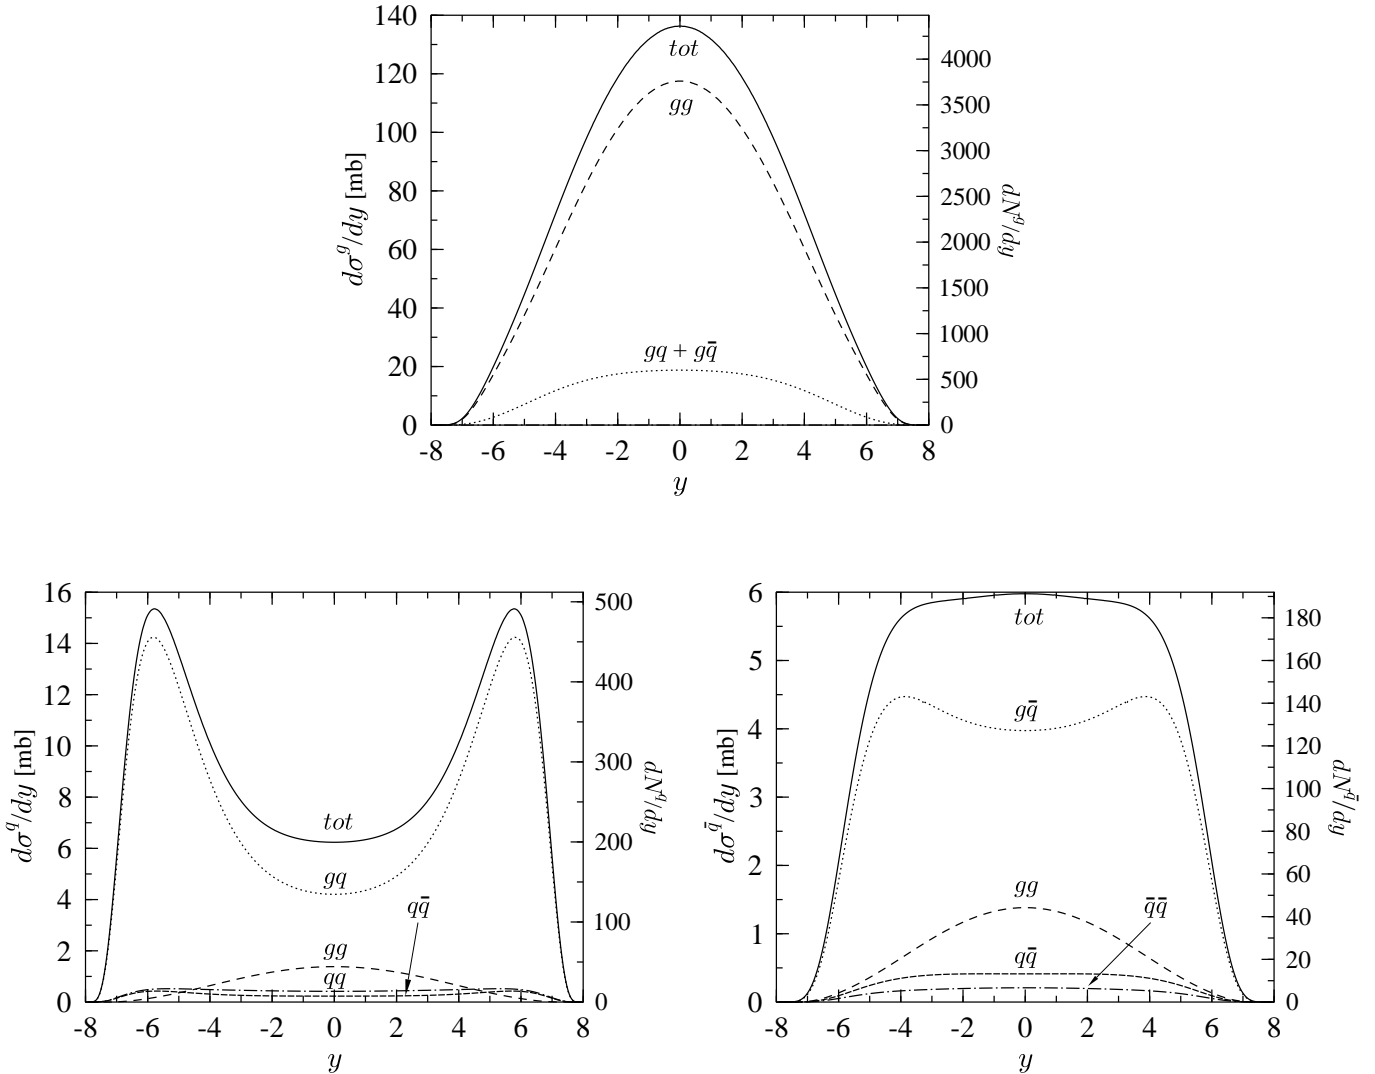 140
120
100
80
60
40
20
0
dσ^g/dy [mb]
tot
gg
gq + gq̄
4000
3500
3000
2500
2000
1500
1000
500
0
dN^g/dy
-8 -6 -4 -2 0 2 4 6 8
y
16
14
12
10
8
6
4
2
0
dσ^q/dy [mb]
tot
gq
qq̄
gg
qq
500
400
300
200
100
0
dN^q/dy
-8 -6 -4 -2 0 2 4 6 8
y
6
5
4
3
2
1
0
dσ^q̄/dy [mb]
tot
gq̄
gg
q̄q̄
qq̄
180
160
140
120
100
80
60
40
20
0
dN^q̄/dy
-8 -6 -4 -2 0 2 4 6 8
y